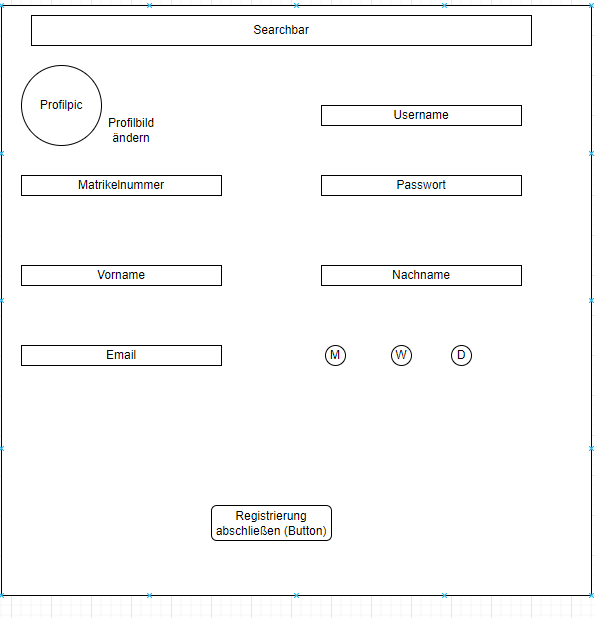 Searchbar
Profilpic
Profilbild
ändern
Username
Matrikelnummer
Passwort
Vorname
Nachname
Email
M
W
D
Registrierung
abschließen (Button)